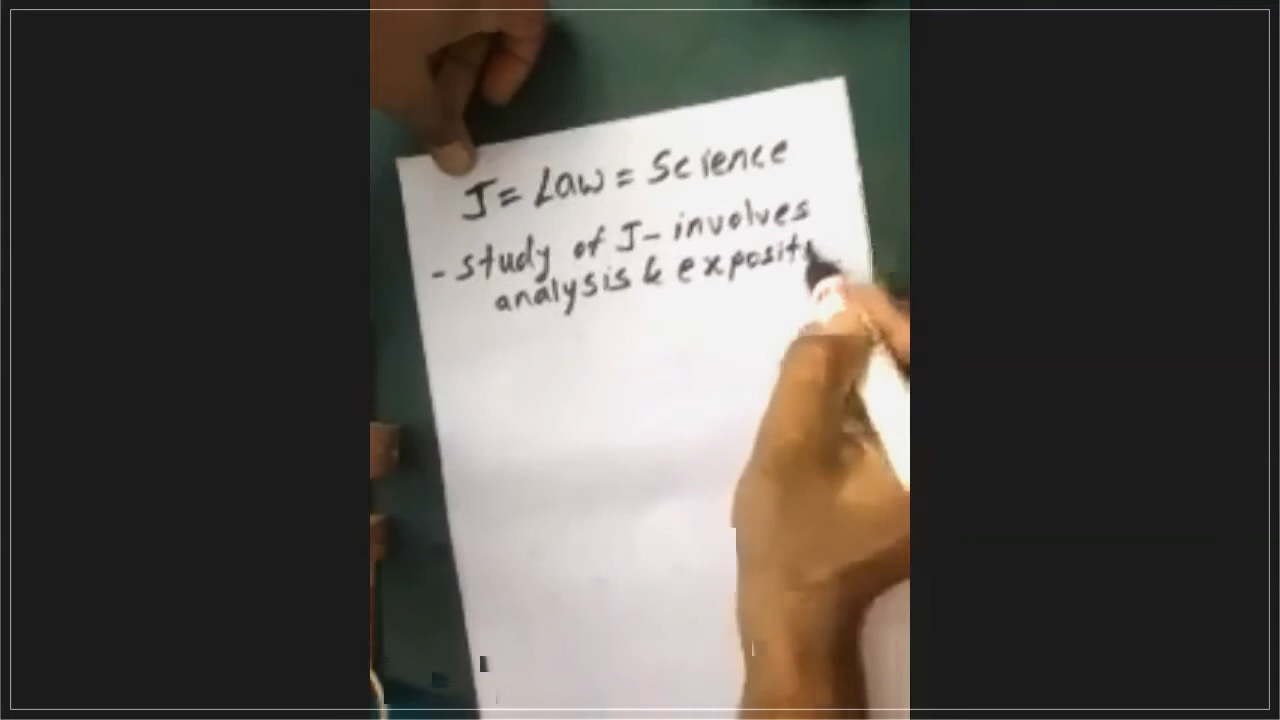 J = Law = Science
- study of J - involves
analysis & exposit